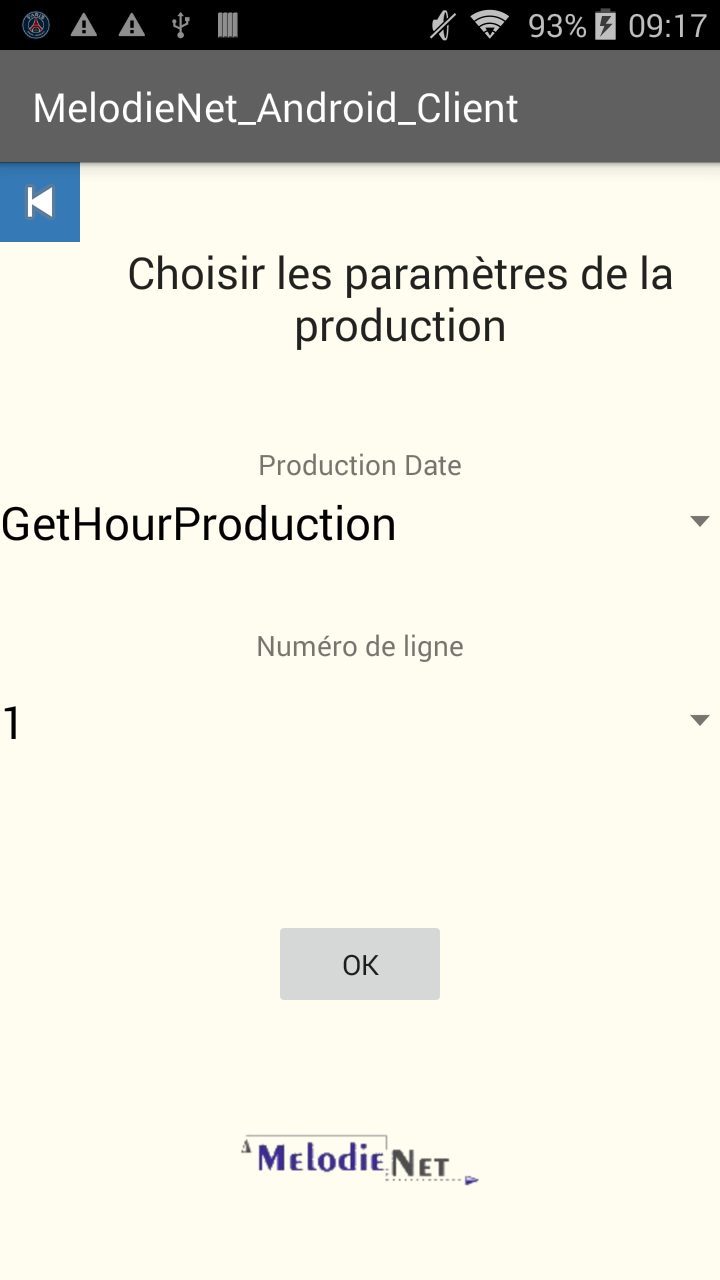 93% 09:17
MelodieNet_Android_Client
Choisir les paramètres de la
production
Production Date
GetHourProduction
Numéro de ligne
1
OK
MelodieNet